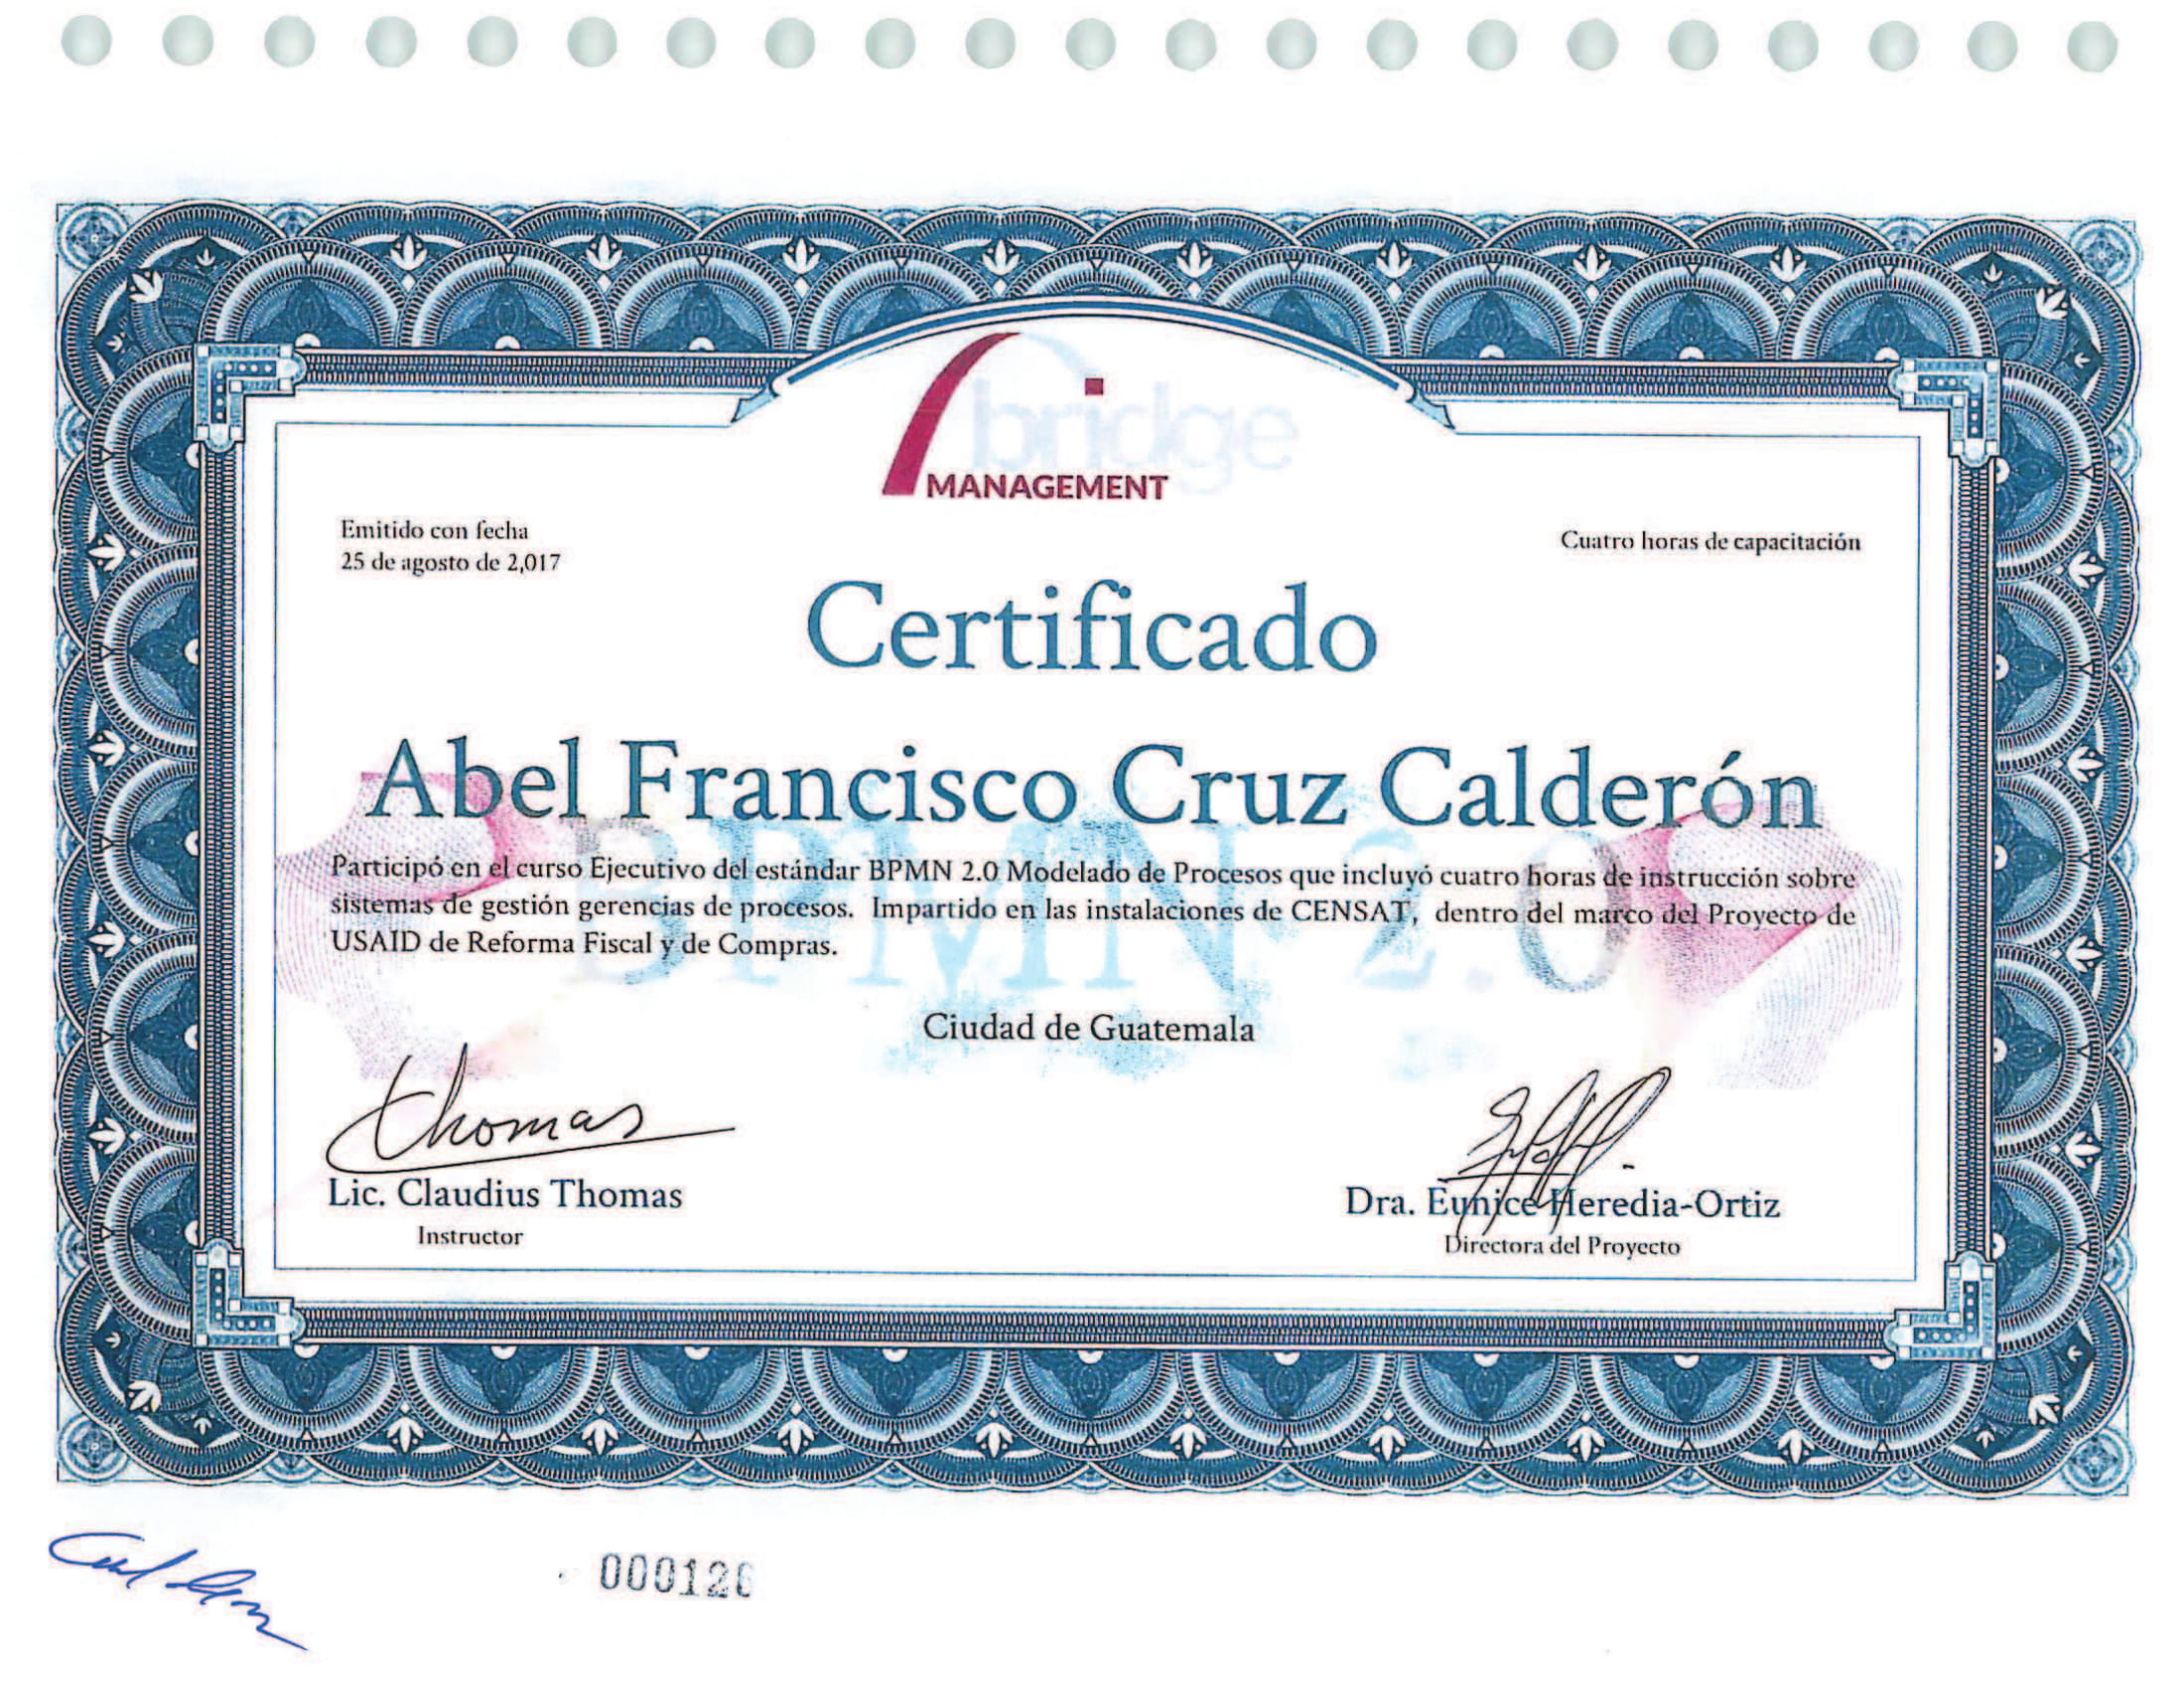 bridge
MANAGEMENT
Emitido con fecha
25 de agosto de 2,017
Cuatro horas de capacitación
Certificado
Abel Francisco Cruz Calderón
BPMN 2.0
Participó en el curso Ejecutivo del estándar BPMN 2.0 Modelado de Procesos que incluyó cuatro horas de instrucción sobre
sistemas de gestión gerencias de procesos. Impartido en las instalaciones de CENSAT, dentro del marco del Proyecto de
USAID de Reforma Fiscal y de Compras.
Ciudad de Guatemala
Thomas
Lic. Claudius Thomas
Instructor
Dra. Eunice Heredia-Ortiz
Directora del Proyecto
000126